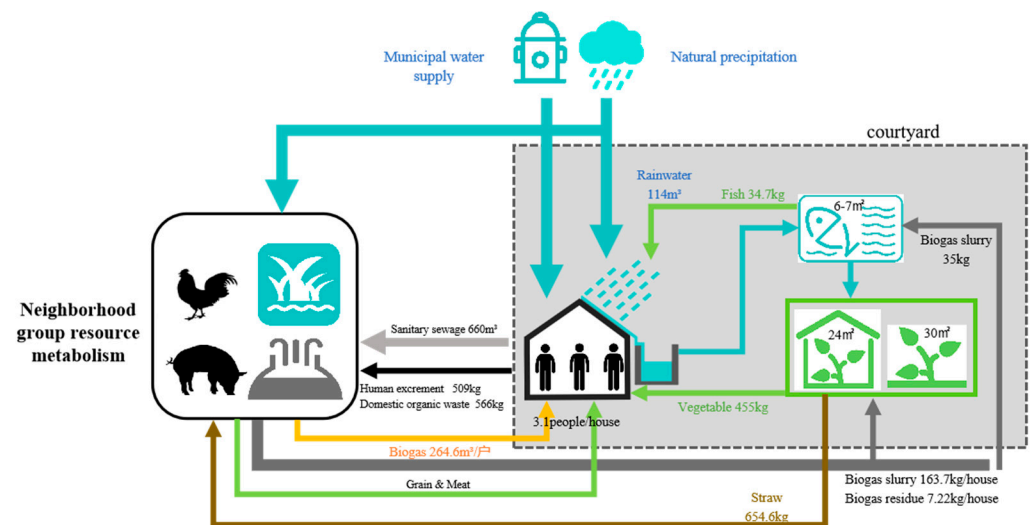 Municipal water
supply
Natural precipitation
courtyard
Rainwater
114m³
Fish 34.7kg
6-7㎡
Biogas slurry
35kg
Neighborhood
group resource
metabolism
Sanitary sewage 660m³
24㎡
30㎡
Human excrement 509kg
Domestic organic waste 566kg
Vegetable 455kg
3.1people/house
Biogas 264.6m³/户
Grain & Meat
Biogas slurry 163.7kg/house
Biogas residue 7.22kg/house
Straw
654.6kg